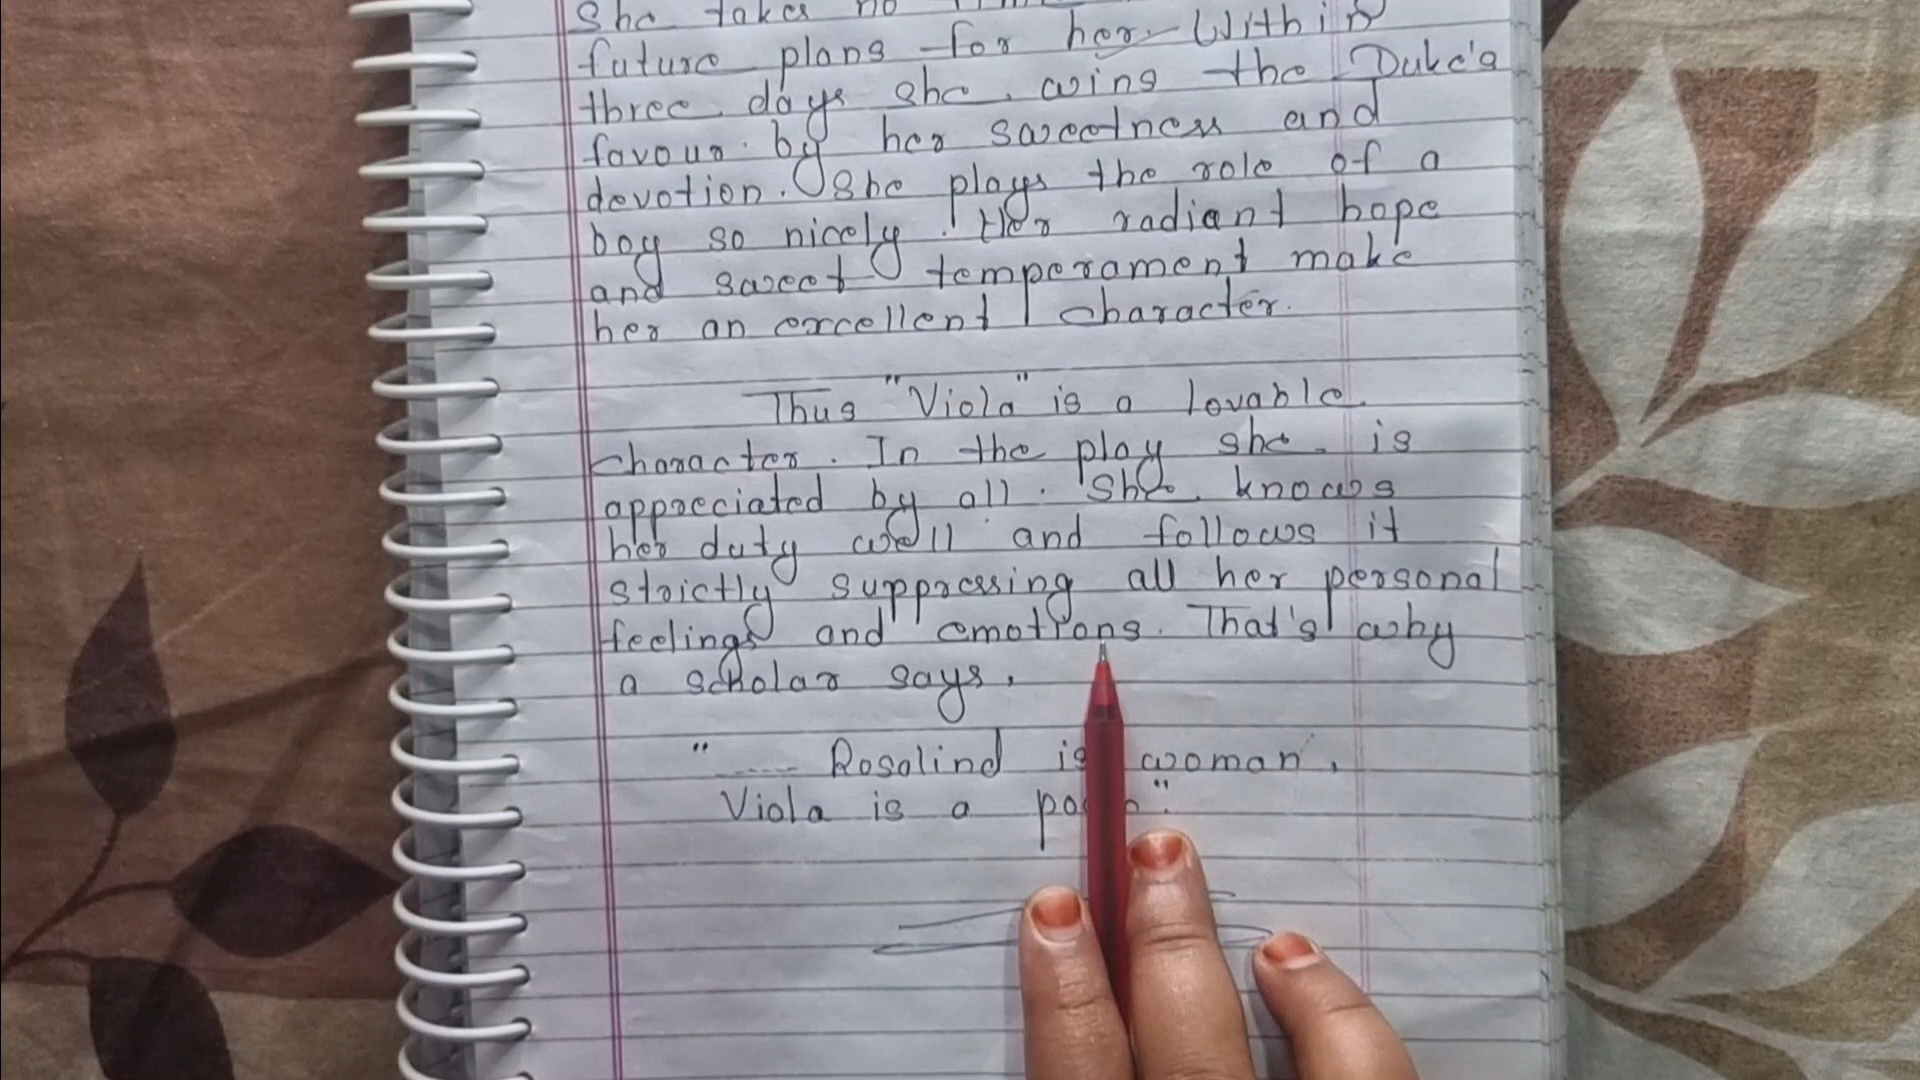 She takes no
future plans for her. Within
three days she wins the Duke's
favour by her sweetness and
devotion. She plays the role of a
boy so nicely. Her radiant hope
and sweet temperament make
her an excellent character.
Thus "Viola" is a lovable
character. In the play she is
appreciated by all. She knows
her duty well and follows it
strictly suppressing all her personal
feelings and emotions. That's why
a scholar says,
" ---- Rosalind is woman,
Viola is a